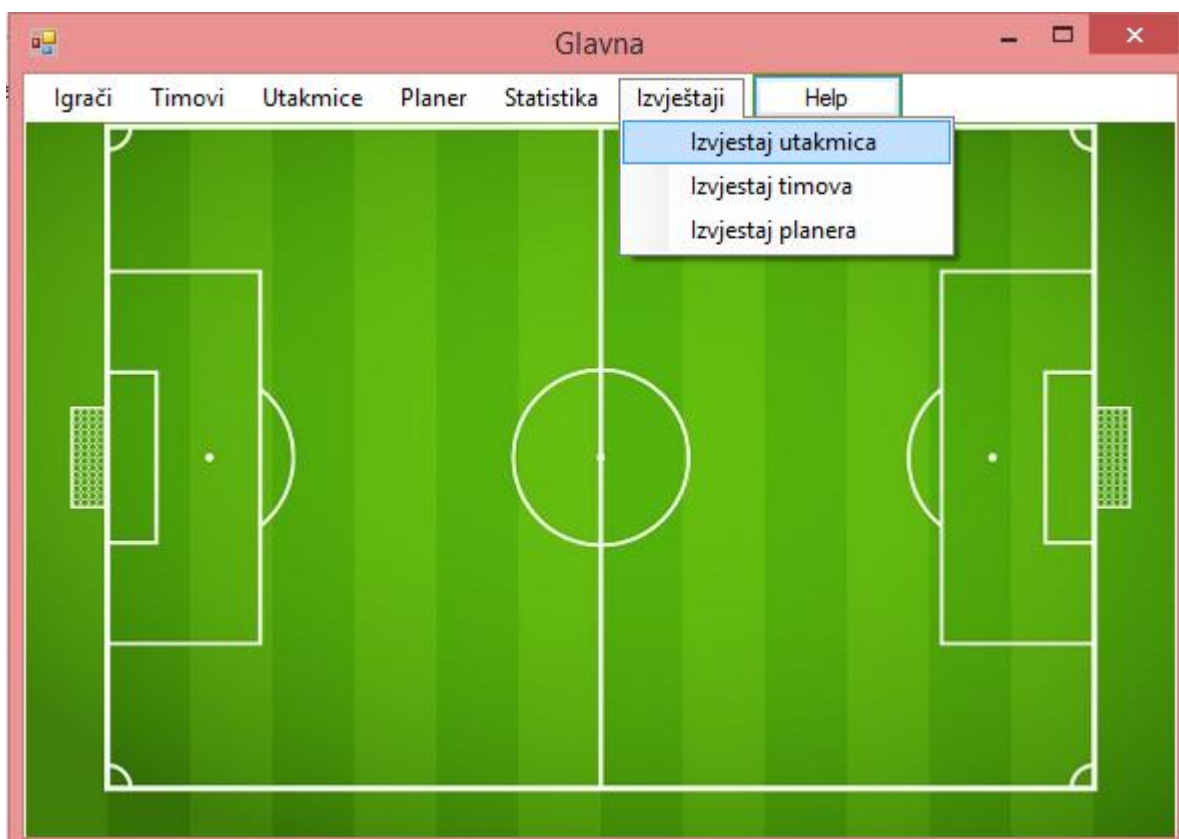 Glavna
Igrači Timovi Utakmice Planer Statistika Izvještaji Help
Izvjestaj utakmica
Izvjestaj timova
Izvjestaj planera